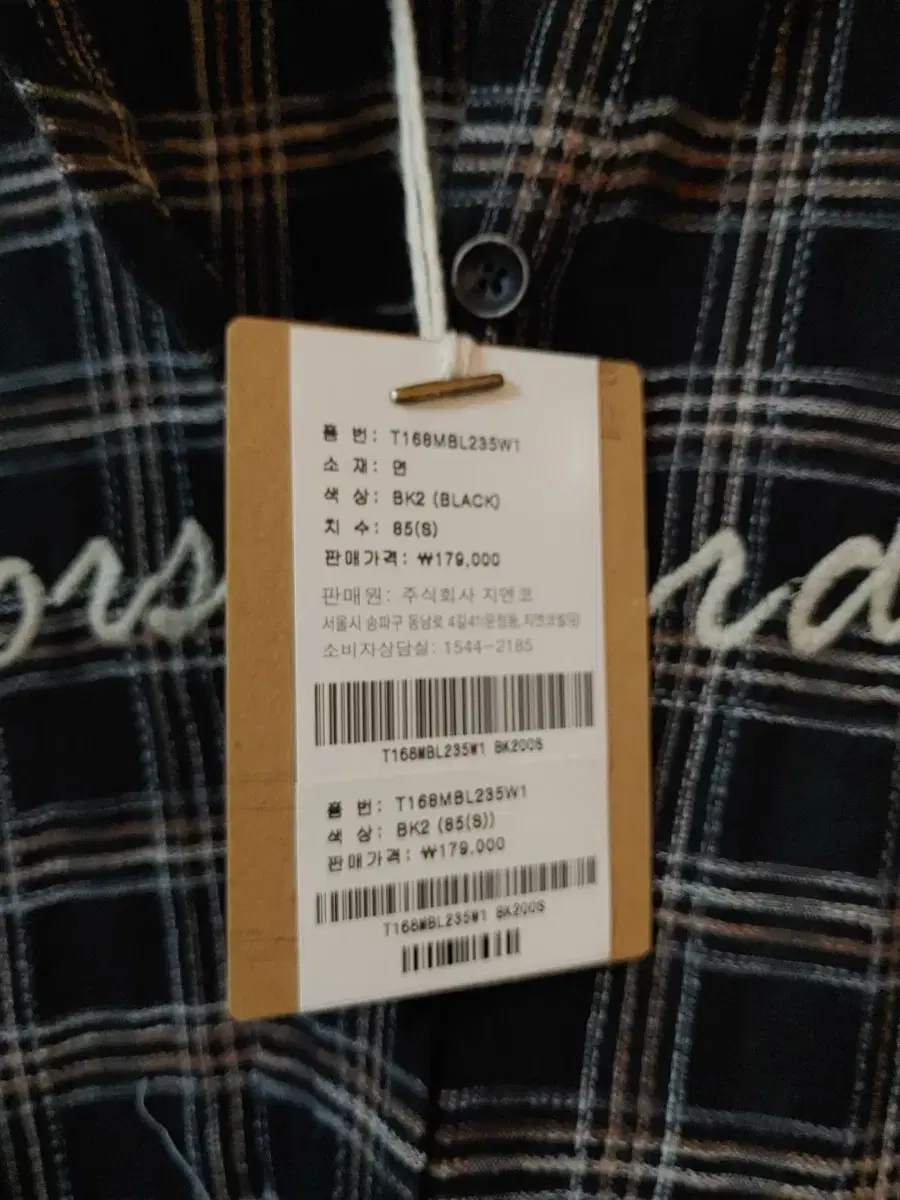 품 번: T168MBL235W1
소 재: 면
색 상: BK2 (BLACK)
치 수: 85(S)
판매가격: ₩179,000
판매원: 주식회사 지엔코
서울시 송파구 동남로 4길41(문정동, 지엔코빌딩)
소비자상담실: 1544-2185
T168MBL235W1 BK200S
품 번: T168MBL235W1
색 상: BK2 (85(S))
판매가격: ₩179,000
T168MBL235W1 BK200S